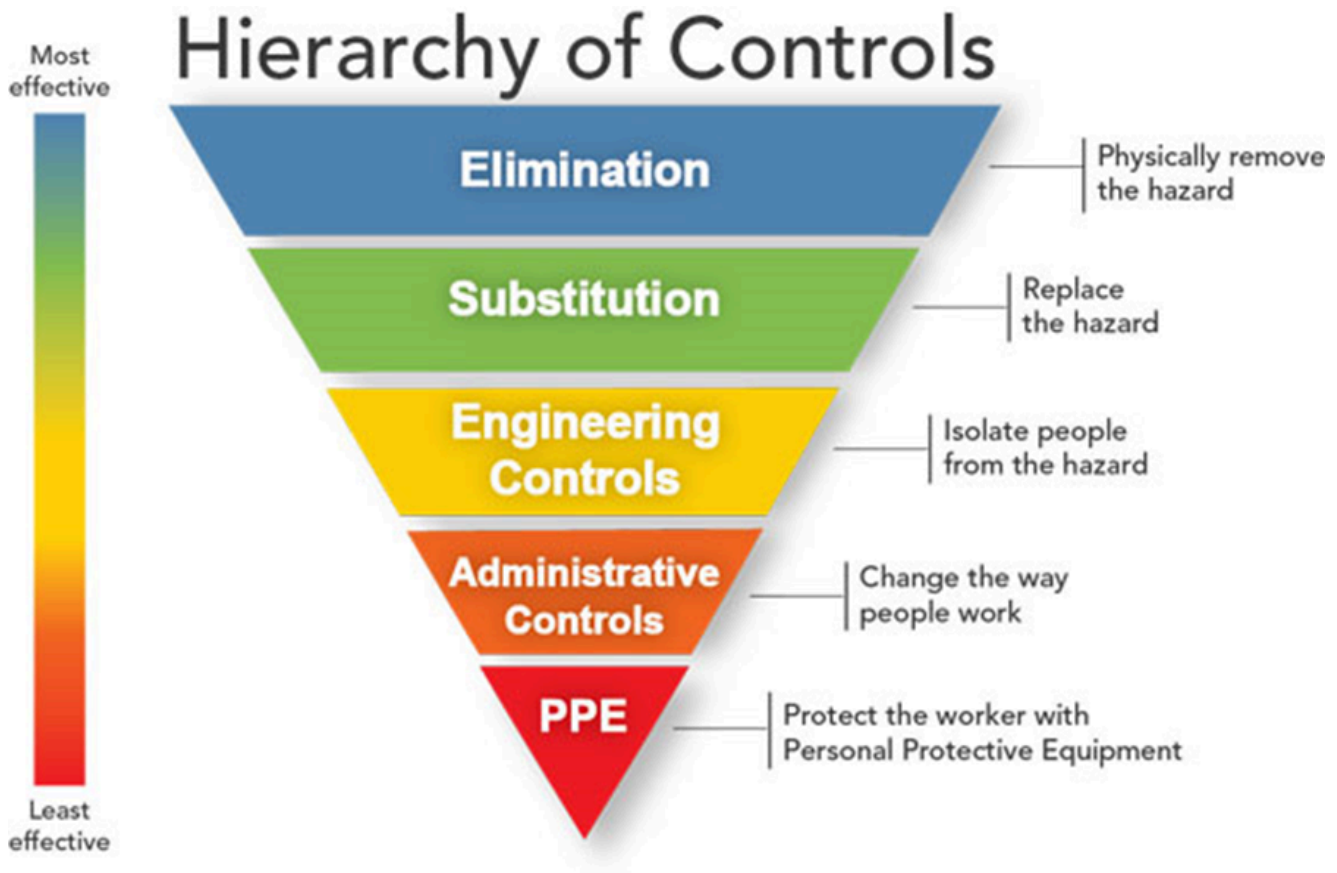 Hierarchy of Controls
Most
effective
Elimination
Physically remove
the hazard
Substitution
Replace
the hazard
Engineering
Controls
Isolate people
from the hazard
Administrative
Controls
Change the way
people work
PPE
Protect the worker with
Personal Protective Equipment
Least
effective